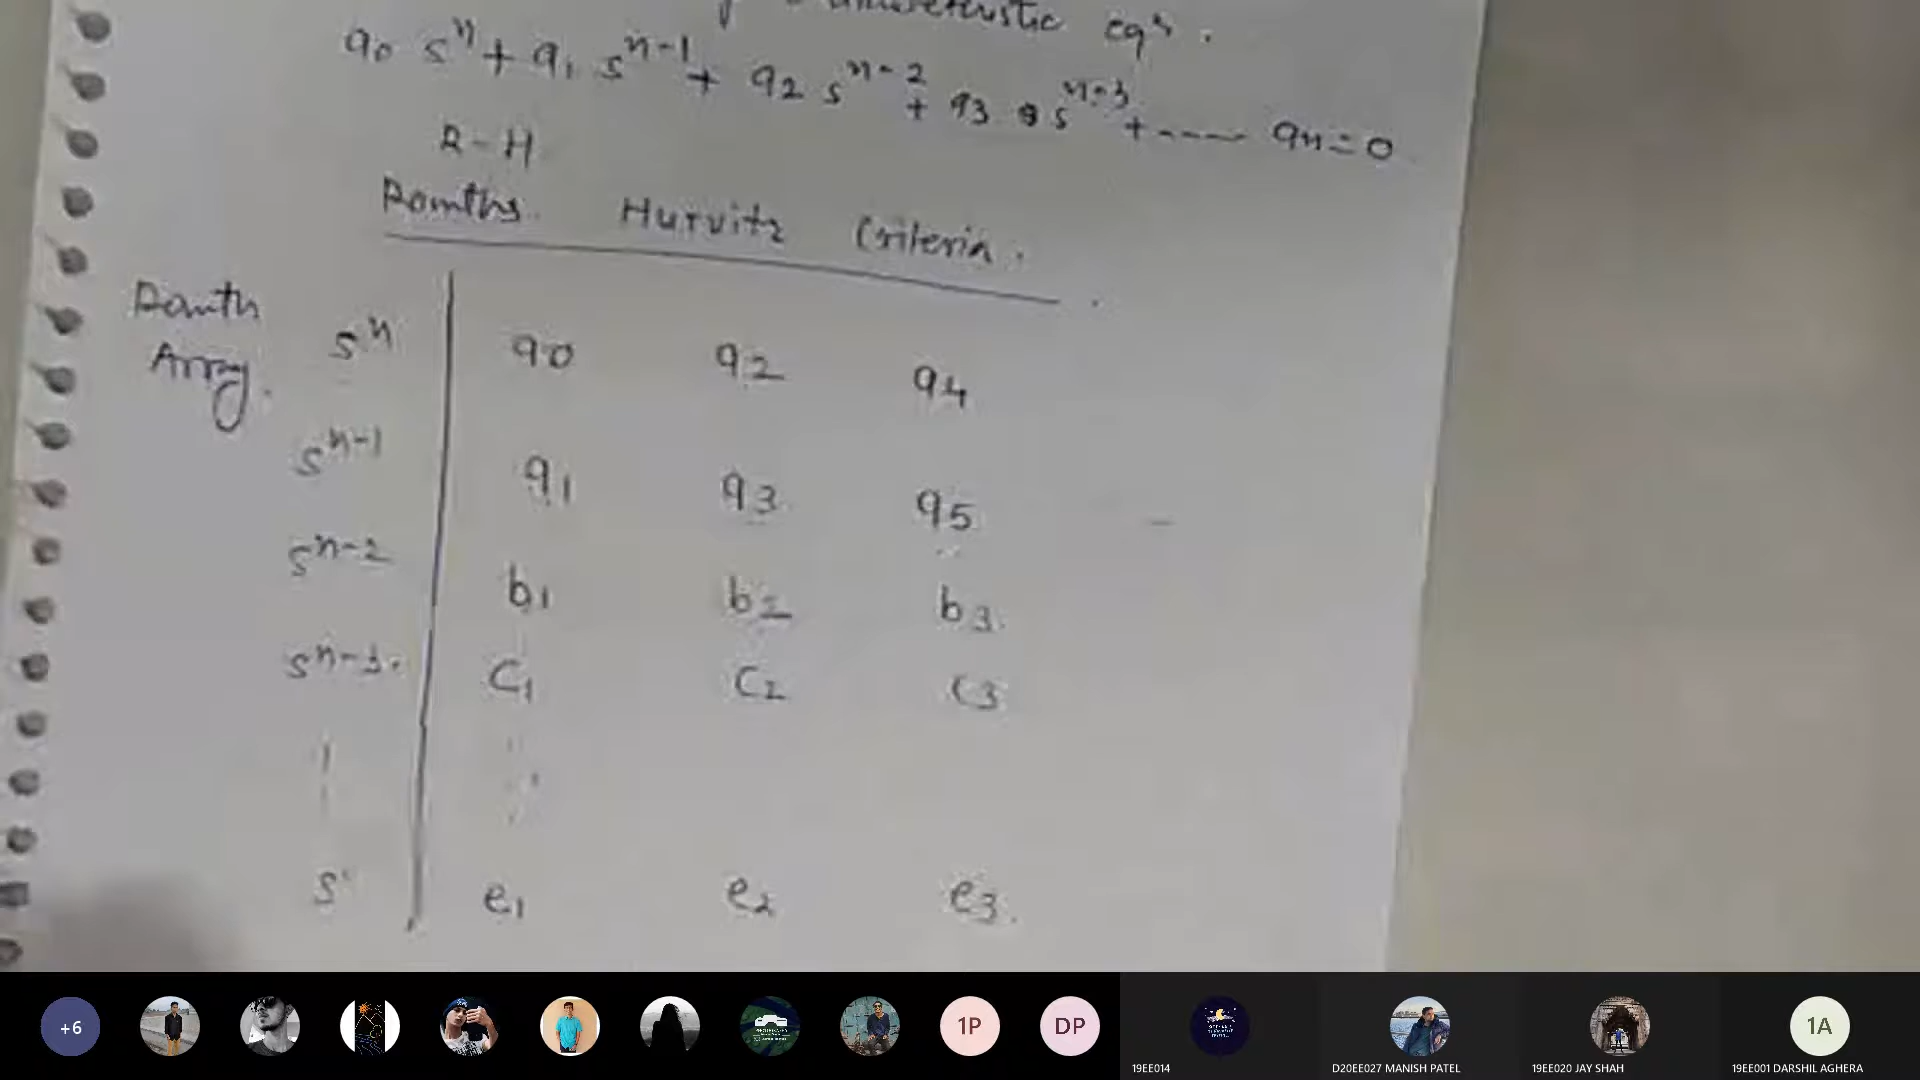 characteristic eqn.
a0 s^n + a1 s^n-1 + a2 s^n-2 + a3 s^n-3 + ---- an = 0
R-H
Rouths Hurvitz Criteria.
Routh
Array.
s^n a0 a2 a4
s^n-1 a1 a3 a5
s^n-2 b1 b2 b3
s^n-3 C1 C2 C3
s° e1 e2 e3.
+6
1P
DP
1A
19EE014
D20EE027 MANISH PATEL
19EE020 JAY SHAH
19EE001 DARSHIL AGHERA